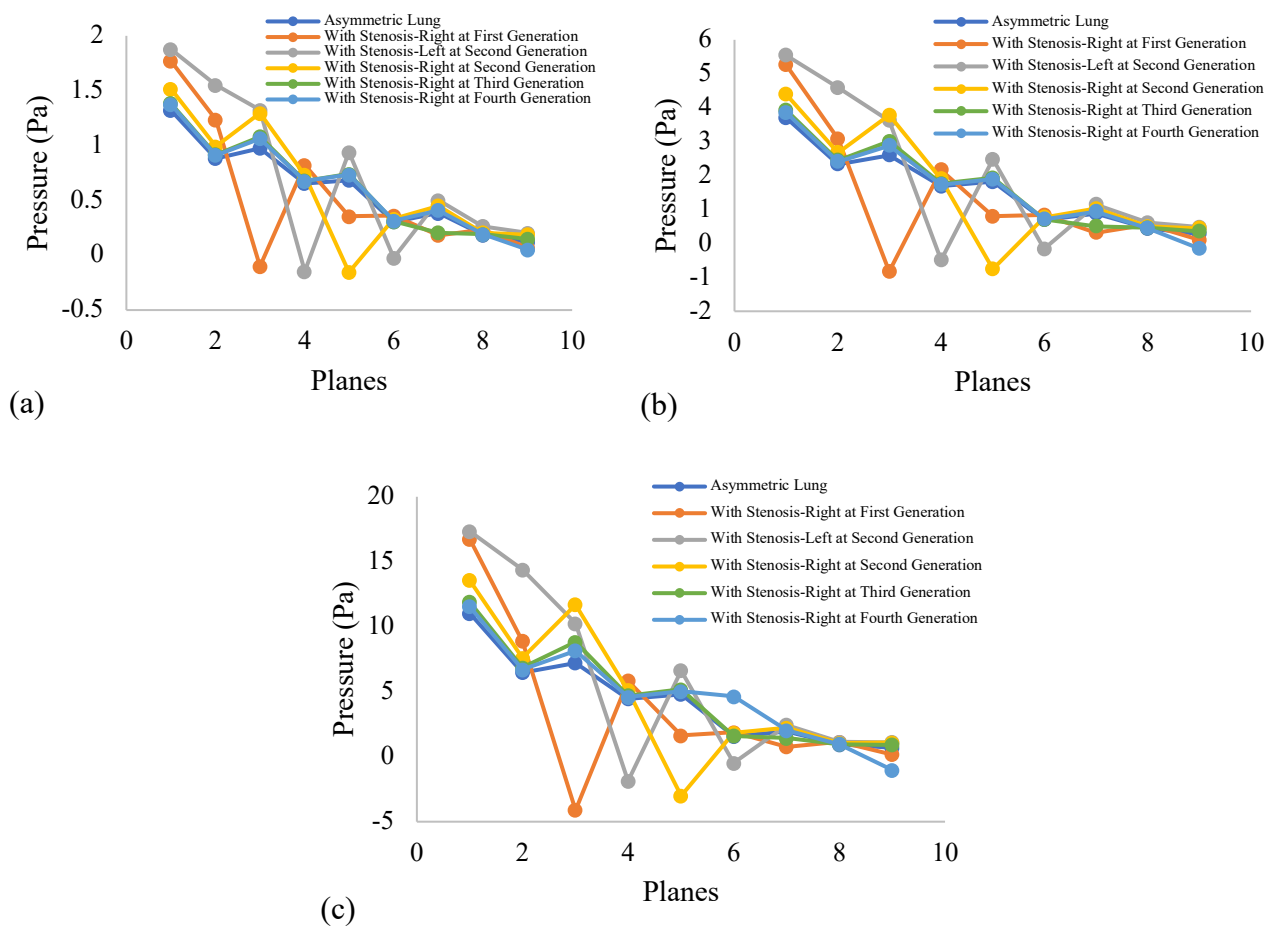 Asymmetric Lung
With Stenosis-Right at First Generation
With Stenosis-Left at Second Generation
With Stenosis-Right at Second Generation
With Stenosis-Right at Third Generation
With Stenosis-Right at Fourth Generation
2
1.5
1
0.5
0
-0.5
Pressure (Pa)
0 2 4 6 8 10
Planes
(a)
Asymmetric Lung
With Stenosis-Right at First Generation
With Stenosis-Left at Second Generation
With Stenosis-Right at Second Generation
With Stenosis-Right at Third Generation
With Stenosis-Right at Fourth Generation
6
5
4
3
2
1
0
-1
-2
Pressure (Pa)
0 2 4 6 8 10
Planes
(b)
Asymmetric Lung
With Stenosis-Right at First Generation
With Stenosis-Left at Second Generation
With Stenosis-Right at Second Generation
With Stenosis-Right at Third Generation
With Stenosis-Right at Fourth Generation
20
15
10
5
0
-5
Pressure (Pa)
0 2 4 6 8 10
Planes
(c)